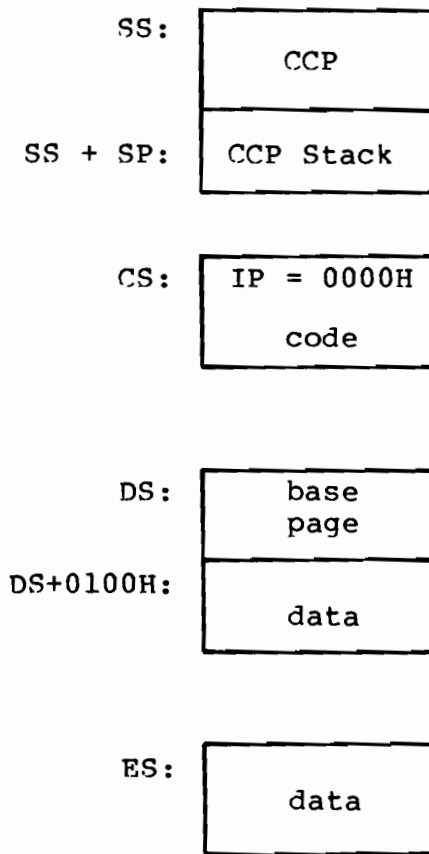 SS:
CCP
SS + SP: CCP Stack
CS: IP = 0000H
code
DS: base
page
DS+0100H:
data
ES:
data